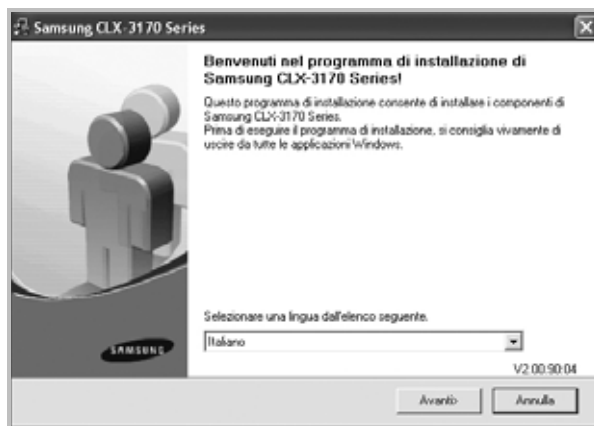 Samsung CLX-3170 Series
Benvenuti nel programma di installazione di
Samsung CLX-3170 Series!
Questo programma di installazione consente di installare i componenti di
Samsung CLX-3170 Series.
Prima di eseguire il programma di installazione, si consiglia vivamente di
uscire da tutte le applicazioni Windows.
Selezionare una lingua dall'elenco seguente.
Italiano
SAMSUNG
V2.00.90:04
Avanti>
Annulla